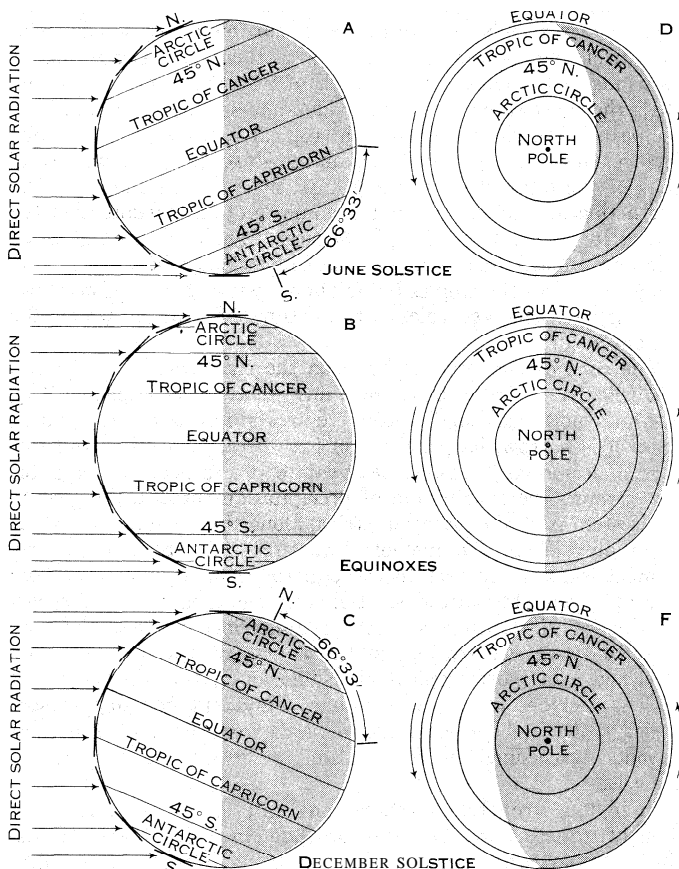 DIRECT SOLAR RADIATION
N.
ARCTIC
CIRCLE
45° N.
TROPIC OF CANCER
EQUATOR
TROPIC OF CAPRICORN
45° S.
ANTARCTIC
CIRCLE
66°33′
S.
A
EQUATOR
D
TROPIC OF CANCER
45° N.
ARCTIC CIRCLE
NORTH
POLE
JUNE SOLSTICE
DIRECT SOLAR RADIATION
N.
ARCTIC
CIRCLE
45° N.
TROPIC OF CANCER
EQUATOR
TROPIC OF CAPRICORN
45° S.
ANTARCTIC
CIRCLE
S.
B
EQUATOR
TROPIC OF CANCER
45° N.
ARCTIC CIRCLE
NORTH
POLE
EQUINOXES
DIRECT SOLAR RADIATION
N.
66°33′
ARCTIC
CIRCLE
45° N.
TROPIC OF CANCER
EQUATOR
TROPIC OF CAPRICORN
45° S.
ANTARCTIC
CIRCLE
S.
C
EQUATOR
F
TROPIC OF CANCER
45° N
ARCTIC CIRCLE
NORTH
POLE
DECEMBER SOLSTICE